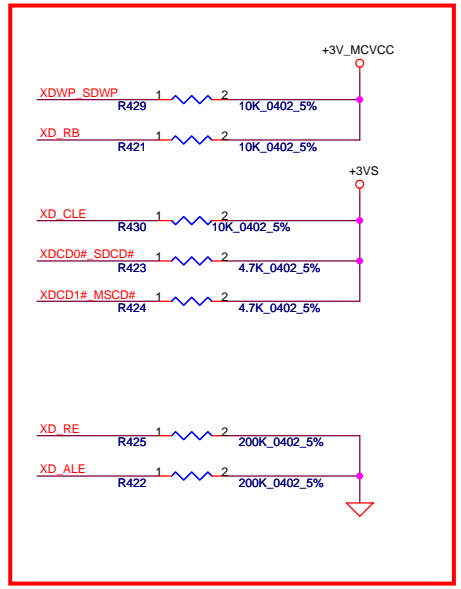 +3V_MCVCC
XDWP_SDWP 1 2
R429 10K_0402_5%
XD_RB 1 2
R421 10K_0402_5%
+3VS
XD_CLE 1 2
R430 10K_0402_5%
XDCD0#_SDCD# 1 2
R423 4.7K_0402_5%
XDCD1#_MSCD# 1 2
R424 4.7K_0402_5%
XD_RE 1 2
R425 200K_0402_5%
XD_ALE 1 2
R422 200K_0402_5%